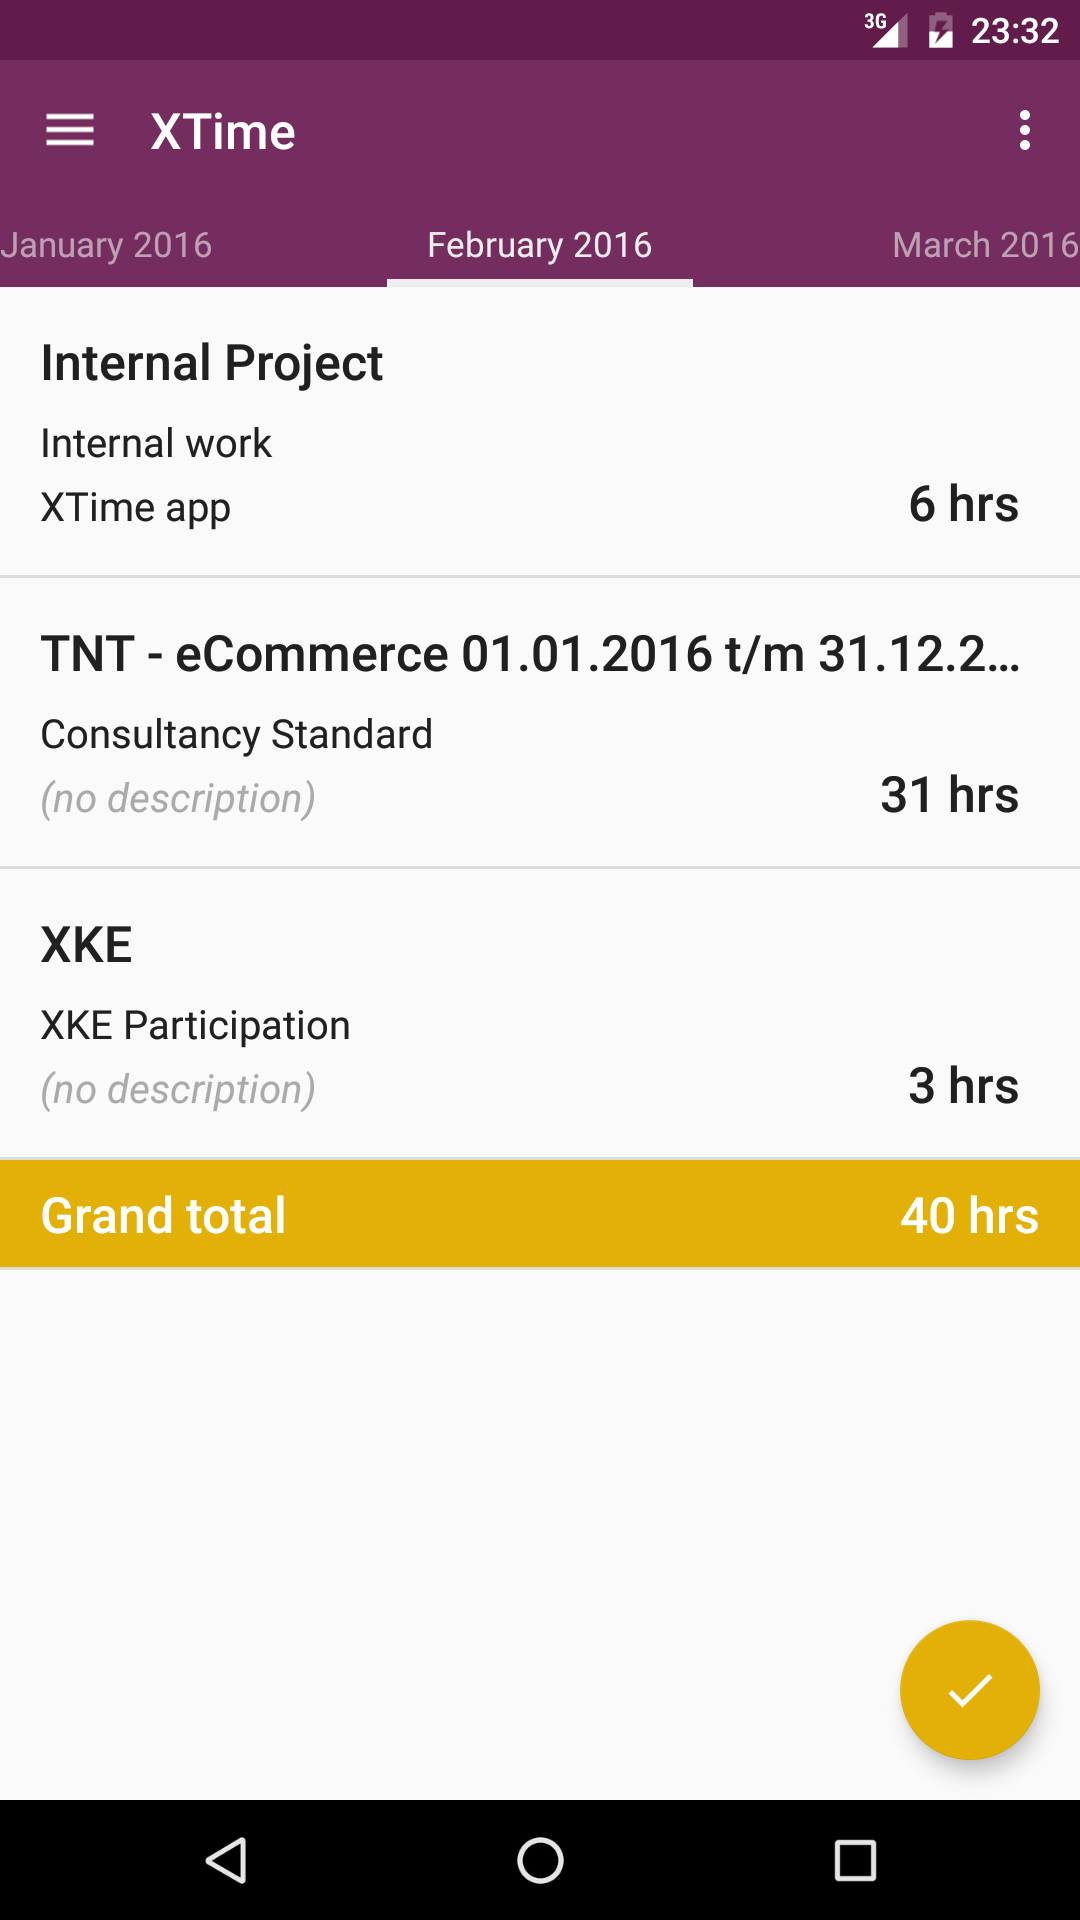 3G 23:32
XTime
January 2016 February 2016 March 2016
Internal Project
Internal work
XTime app 6 hrs
TNT - eCommerce 01.01.2016 t/m 31.12.2...
Consultancy Standard
(no description) 31 hrs
XKE
XKE Participation
(no description) 3 hrs
Grand total 40 hrs